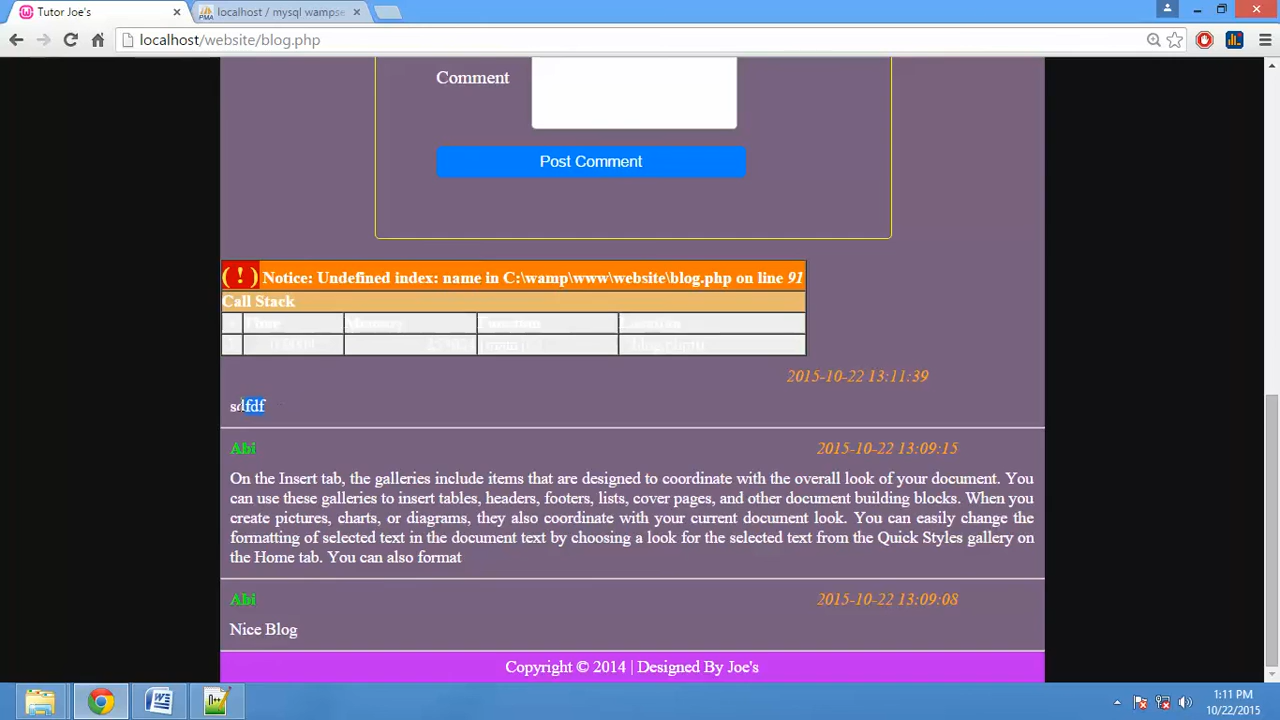 Tutor Joe's
localhost / mysql wampse
localhost/website/blog.php
Comment
Post Comment
( ! ) Notice: Undefined index: name in C:\wamp\www\website\blog.php on line 91
Call Stack
# Time Memory Function Location
2015-10-22 13:11:39
sdfdf
Abi 2015-10-22 13:09:15
On the Insert tab, the galleries include items that are designed to coordinate with the overall look of your document. You
can use these galleries to insert tables, headers, footers, lists, cover pages, and other document building blocks. When you
create pictures, charts, or diagrams, they also coordinate with your current document look. You can easily change the
formatting of selected text in the document text by choosing a look for the selected text from the Quick Styles gallery on
the Home tab. You can also format
Abi 2015-10-22 13:09:08
Nice Blog
Copyright © 2014 | Designed By Joe's
1:11 PM
10/22/2015